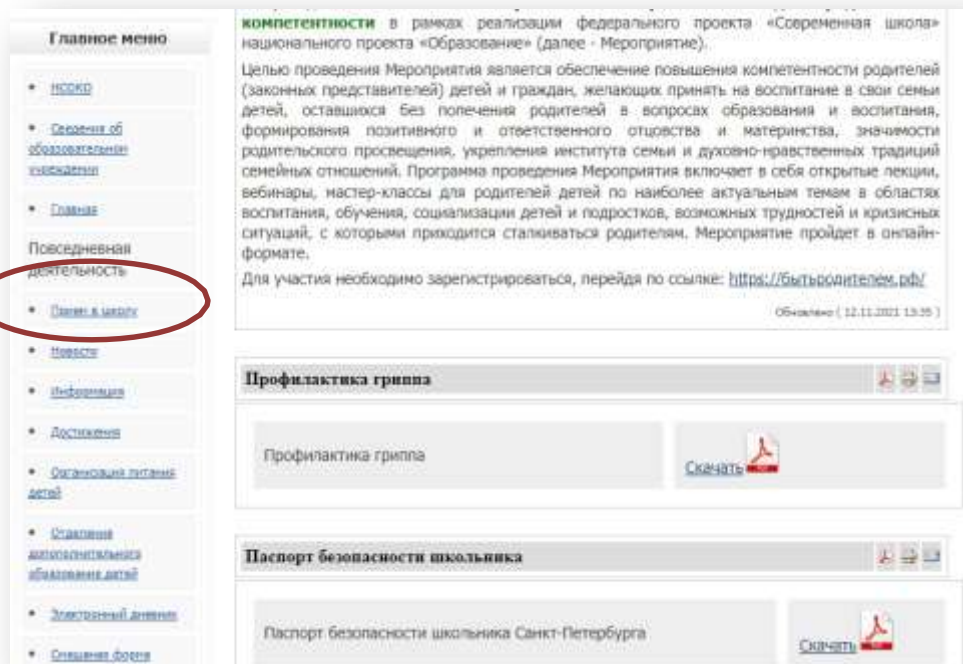 Главное меню
НСОКО
Сведения об
образовательном
учреждении
Главная
Повседневная
деятельность
Прием в школу
Новости
Информация
Достижения
Организация питания
детей
Отделение
дополнительного
образования детей
Электронный дневник
форма
компетентности в рамках реализации федерального проекта «Современная школа»
национального проекта «Образование» (далее - Мероприятие).
Целью проведения Мероприятия является обеспечение повышения компетентности родителей
(законных представителей) детей и граждан, желающих принять на воспитание в свои семьи
детей, оставшихся без попечения родителей в вопросах образования и воспитания,
формирования позитивного и ответственного отцовства и материнства, значимости
родительского просвещения, укрепления института семьи и духовно-нравственных традиций
семейных отношений. Программа проведения Мероприятия включает в себя открытые лекции,
вебинары, мастер-классы для родителей детей по наиболее актуальным темам в областях
воспитания, обучения, социализации детей и подростков, возможных трудностей и кризисных
ситуаций, с которыми приходится сталкиваться родителям. Мероприятие пройдет в онлайн-
формате.
Для участия необходимо зарегистрироваться, перейдя по ссылке: https://бытьродителем.рф/
Обновлено ( 12.11.2021 13:35 )
Профилактика гриппа
Профилактика гриппа
Скачать
Паспорт безопасности школьника
Паспорт безопасности школьника Санкт-Петербурга
Скачать